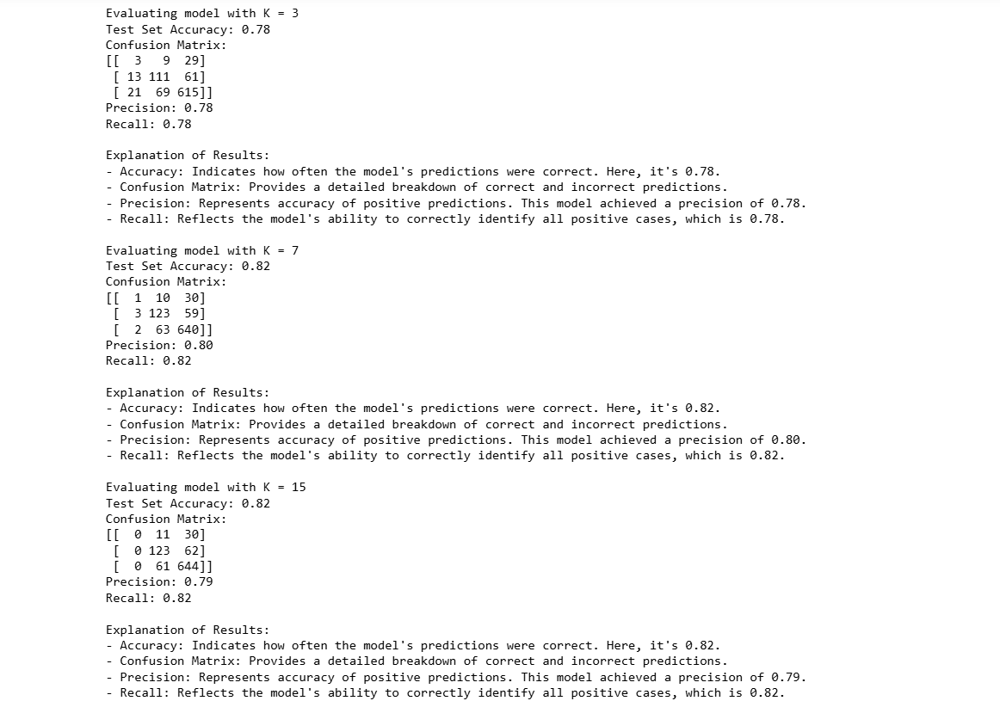 Evaluating model with K = 3
Test Set Accuracy: 0.78
Confusion Matrix:
[[  3   9  29]
 [ 13 111  61]
 [ 21  69 615]]
Precision: 0.78
Recall: 0.78
Explanation of Results:
- Accuracy: Indicates how often the model's predictions were correct. Here, it's 0.78.
- Confusion Matrix: Provides a detailed breakdown of correct and incorrect predictions.
- Precision: Represents accuracy of positive predictions. This model achieved a precision of 0.78.
- Recall: Reflects the model's ability to correctly identify all positive cases, which is 0.78.
Evaluating model with K = 7
Test Set Accuracy: 0.82
Confusion Matrix:
[[  1  10  30]
 [  3 123  59]
 [  2  63 640]]
Precision: 0.80
Recall: 0.82
Explanation of Results:
- Accuracy: Indicates how often the model's predictions were correct. Here, it's 0.82.
- Confusion Matrix: Provides a detailed breakdown of correct and incorrect predictions.
- Precision: Represents accuracy of positive predictions. This model achieved a precision of 0.80.
- Recall: Reflects the model's ability to correctly identify all positive cases, which is 0.82.
Evaluating model with K = 15
Test Set Accuracy: 0.82
Confusion Matrix:
[[  0  11  30]
 [  0 123  62]
 [  0  61 644]]
Precision: 0.79
Recall: 0.82
Explanation of Results:
- Accuracy: Indicates how often the model's predictions were correct. Here, it's 0.82.
- Confusion Matrix: Provides a detailed breakdown of correct and incorrect predictions.
- Precision: Represents accuracy of positive predictions. This model achieved a precision of 0.79.
- Recall: Reflects the model's ability to correctly identify all positive cases, which is 0.82.